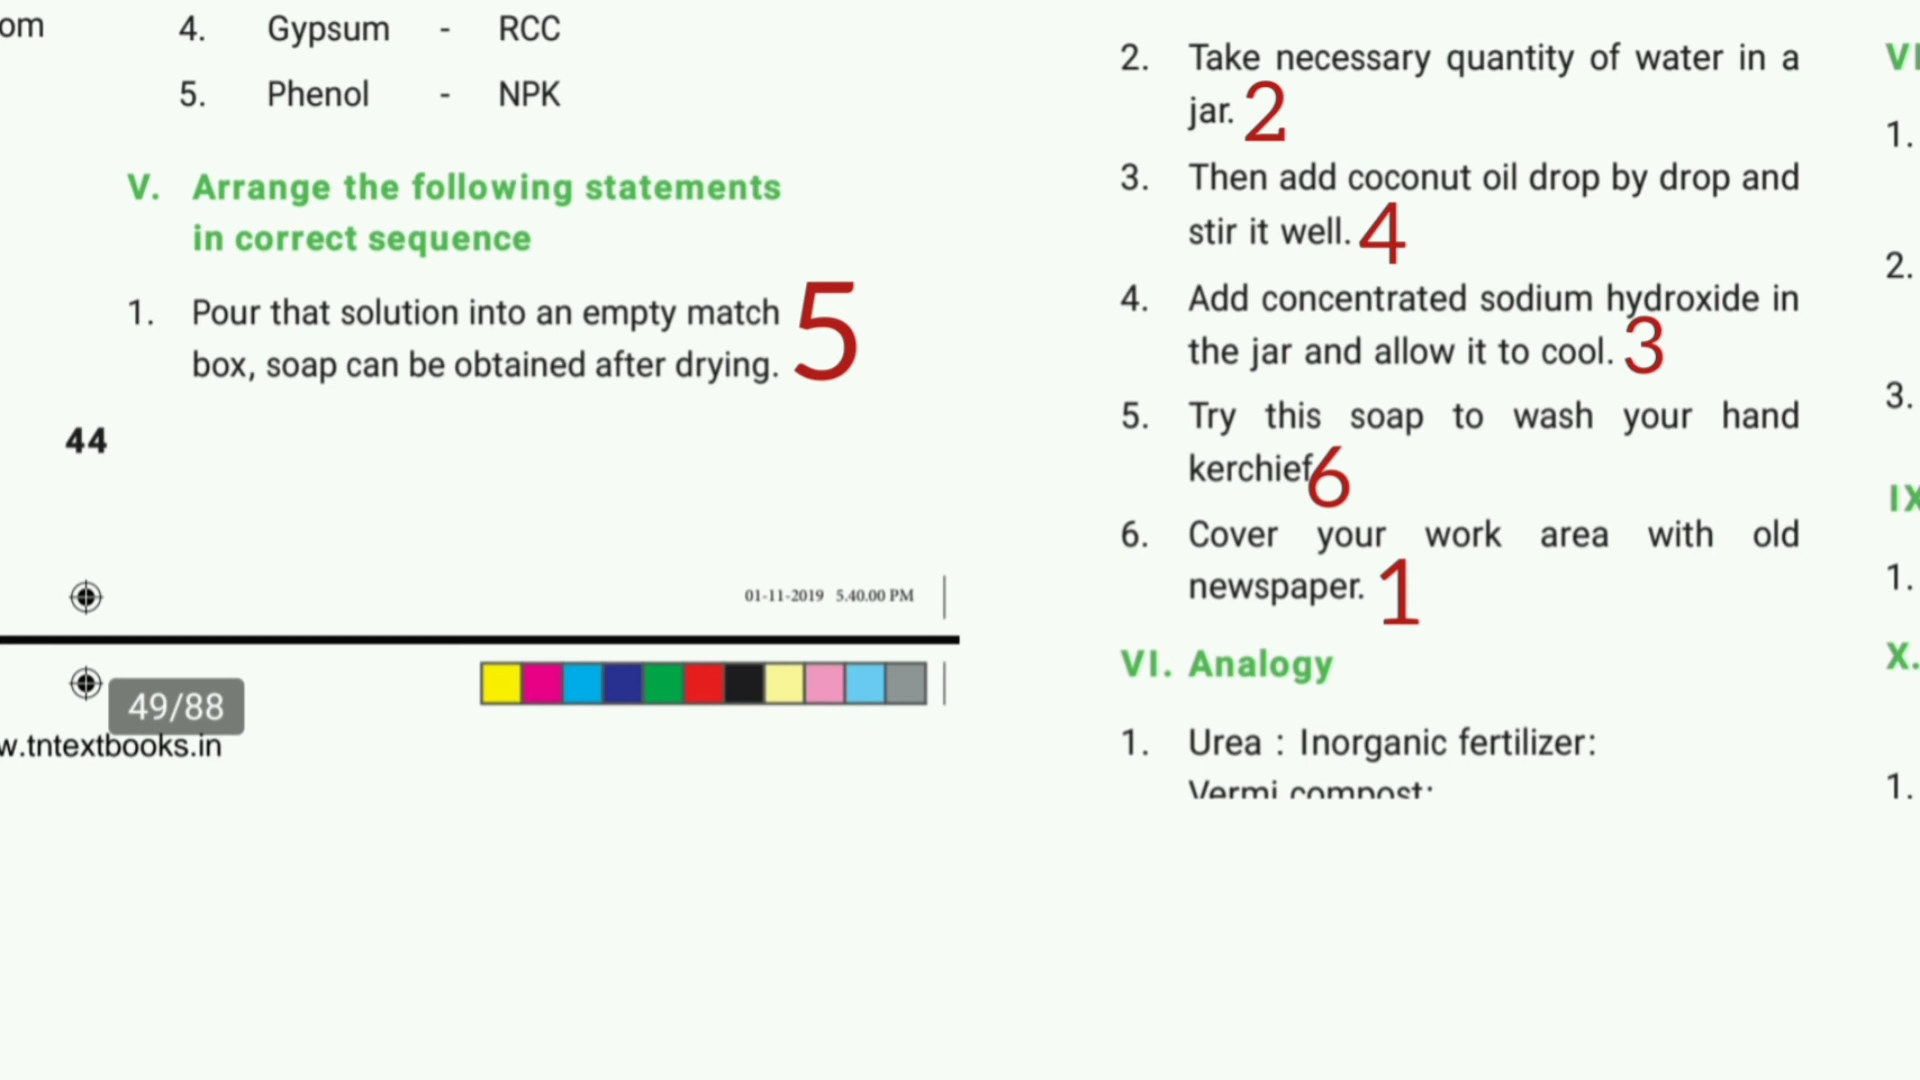 om
4. Gypsum - RCC
5. Phenol - NPK
V. Arrange the following statements
in correct sequence
1. Pour that solution into an empty match
box, soap can be obtained after drying. 5
44
01-11-2019 5.40.00 PM
49/88
w.tntextbooks.in
2. Take necessary quantity of water in a
jar. 2
3. Then add coconut oil drop by drop and
stir it well. 4
4. Add concentrated sodium hydroxide in
the jar and allow it to cool. 3
5. Try this soap to wash your hand
kerchief 6
6. Cover your work area with old
newspaper. 1
VI. Analogy
1. Urea : Inorganic fertilizer:
Vermi compost:
VI
1.
2.
3.
IX
1.
X.
1.